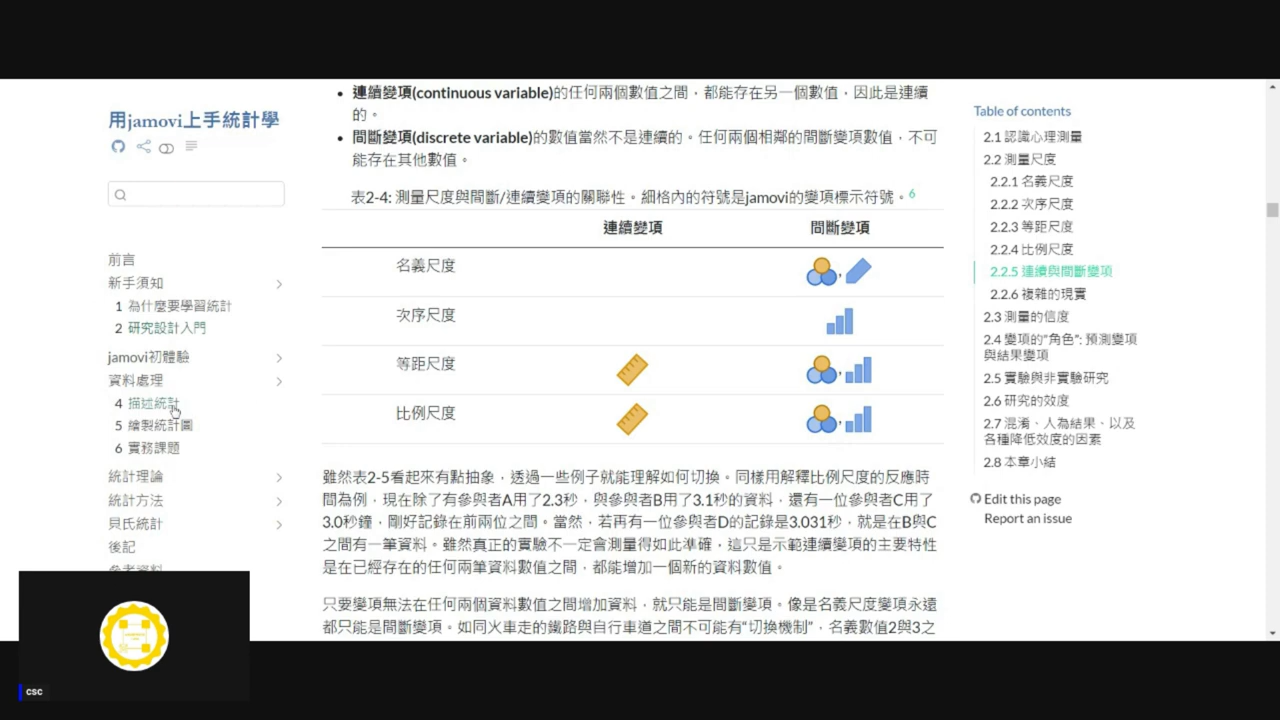 用jamovi上手統計學
前言
新手須知
1 為什麼要學習統計
2 研究設計入門
jamovi初體驗
資料處理
4 描述統計
5 繪製統計圖
6 實務課題
統計理論
統計方法
貝氏統計
後記
參考資料
csc
• 連續變項(continuous variable)的任何兩個數值之間，都能存在另一個數值，因此是連續
的。
• 間斷變項(discrete variable)的數值當然不是連續的。任何兩個相鄰的間斷變項數值，不可
能存在其他數值。
表2-4: 測量尺度與間斷/連續變項的關聯性。細格內的符號是jamovi的變項標示符號。6
連續變項 間斷變項
名義尺度 ,
次序尺度
等距尺度 ,
比例尺度 ,
雖然表2-5看起來有點抽象，透過一些例子就能理解如何切換。同樣用解釋比例尺度的反應時
間為例，現在除了有參與者A用了2.3秒，與參與者B用了3.1秒的資料，還有一位參與者C用了
3.0秒鐘，剛好記錄在前兩位之間。當然，若再有一位參與者D的記錄是3.031秒，就是在B與C
之間有一筆資料。雖然真正的實驗不一定會測量得如此準確，這只是示範連續變項的主要特性
是在已經存在的任何兩筆資料數值之間，都能增加一個新的資料數值。
只要變項無法在任何兩個資料數值之間增加資料，就只能是間斷變項。像是名義尺度變項永遠
都只能是間斷變項。如同火車走的鐵路與自行車道之間不可能有“切換機制”，名義數值2與3之
Table of contents
2.1 認識心理測量
2.2 測量尺度
2.2.1 名義尺度
2.2.2 次序尺度
2.2.3 等距尺度
2.2.4 比例尺度
2.2.5 連續與間斷變項
2.2.6 複雜的現實
2.3 測量的信度
2.4 變項的“角色”: 預測變項
與結果變項
2.5 實驗與非實驗研究
2.6 研究的效度
2.7 混淆、人為結果、以及
各種降低效度的因素
2.8 本章小結
Edit this page
Report an issue